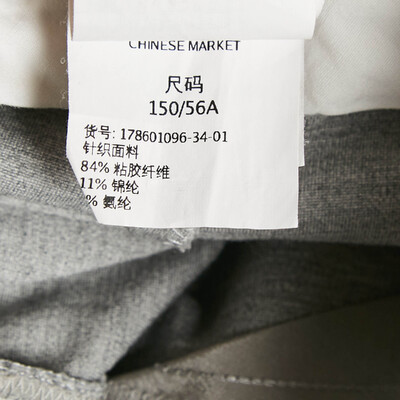 CHINESE MARKET
尺码
150/56A
货号: 178601096-34-01
针织面料
84% 粘胶纤维
11% 锦纶
% 氨纶